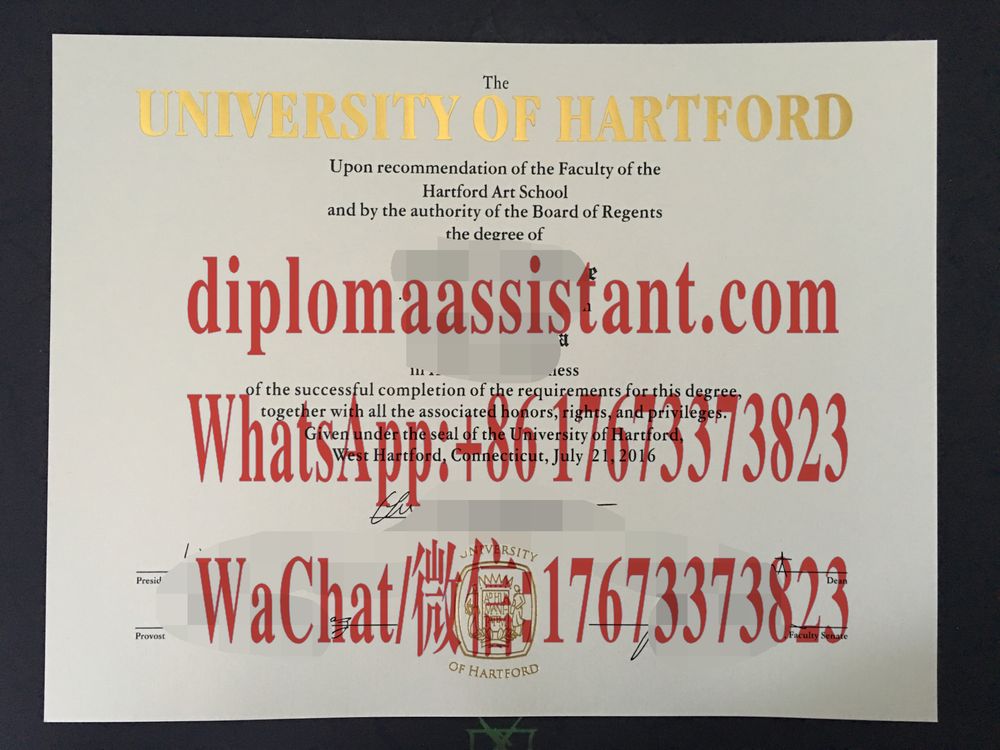 The
UNIVERSITY OF HARTFORD
Upon recommendation of the Faculty of the
Hartford Art School
and by the authority of the Board of Regents
the degree of
diplomaassistant.com
of the successful completion of the requirements for this degree,
together with all the associated honors, rights, and privileges.
WhatsApp:+86 17673373823
Given under the seal of the University of Hartford,
West Hartford, Connecticut, July 21, 2016
UNIVERSITY
WaChat/微信:17673373823
Presid
Dean
Provost
Faculty Senate
OF HARTFORD